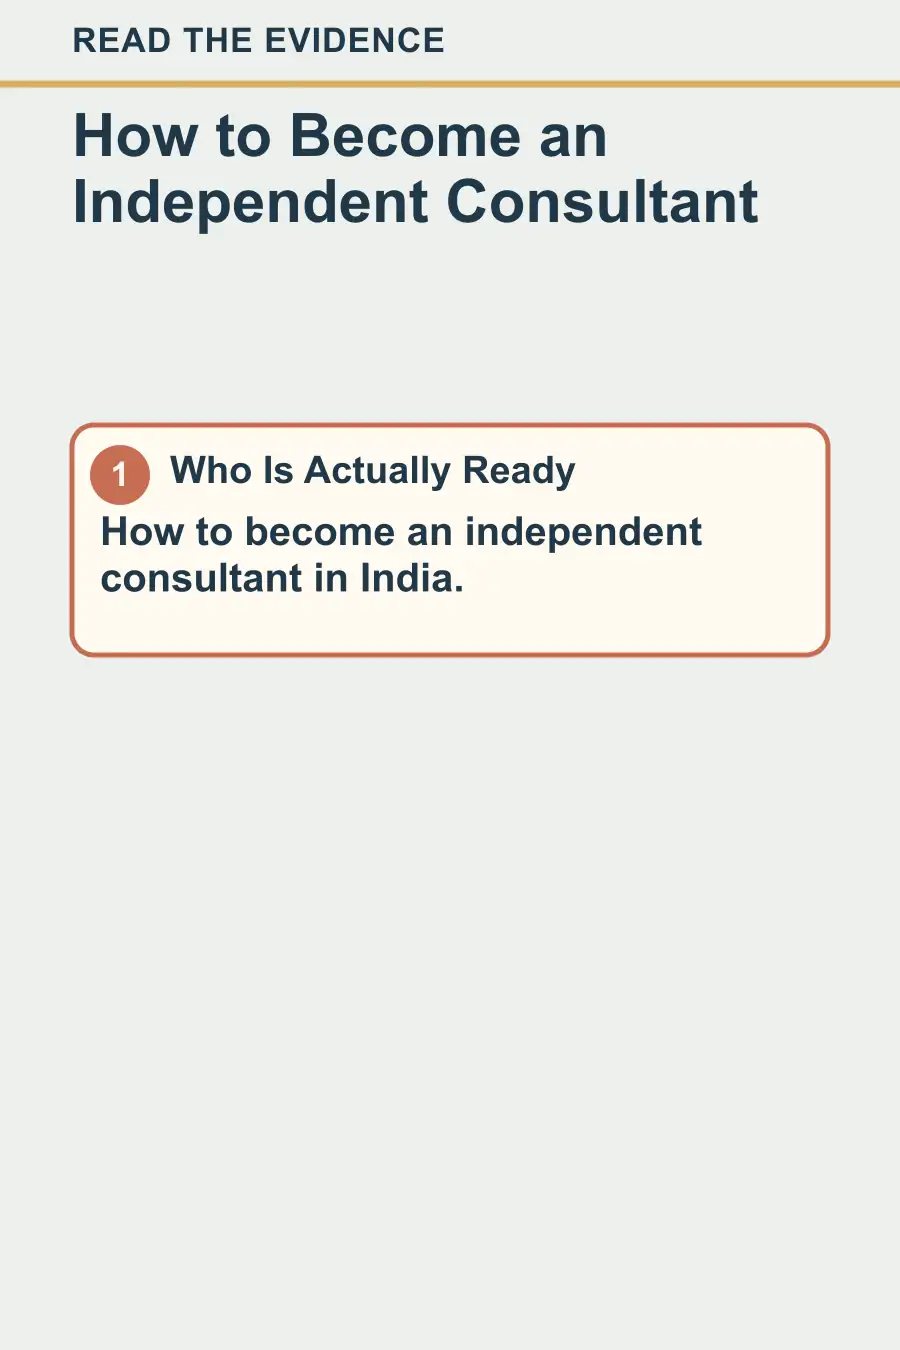 READ THE EVIDENCE
How to Become an
Independent Consultant
1 Who Is Actually Ready
How to become an independent
consultant in India.